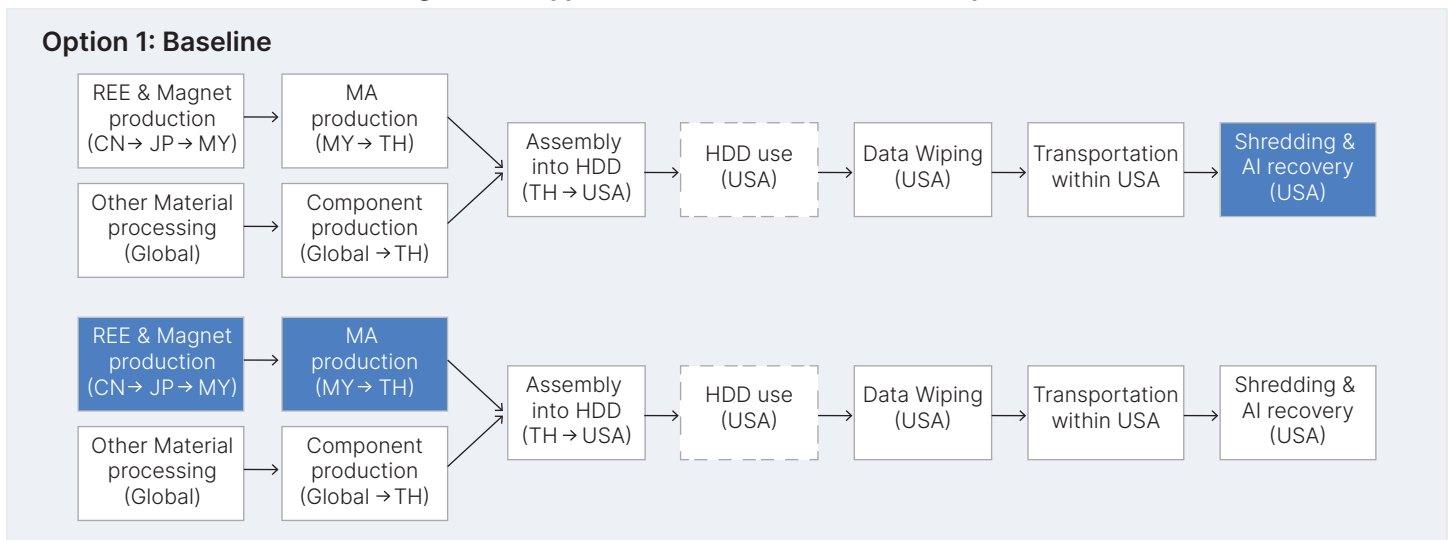 Option 1: Baseline
REE & Magnet
production
(CN→ JP→ MY)
MA
production
(MY→ TH)
Other Material
processing
(Global)
Component
production
(Global →TH)
Assembly
into HDD
(TH → USA)
HDD use
(USA)
Data Wiping
(USA)
Transportation
within USA
Shredding &
Al recovery
(USA)
REE & Magnet
production
(CN→ JP→ MY)
MA
production
(MY→ TH)
Other Material
processing
(Global)
Component
production
(Global →TH)
Assembly
into HDD
(TH → USA)
HDD use
(USA)
Data Wiping
(USA)
Transportation
within USA
Shredding &
Al recovery
(USA)